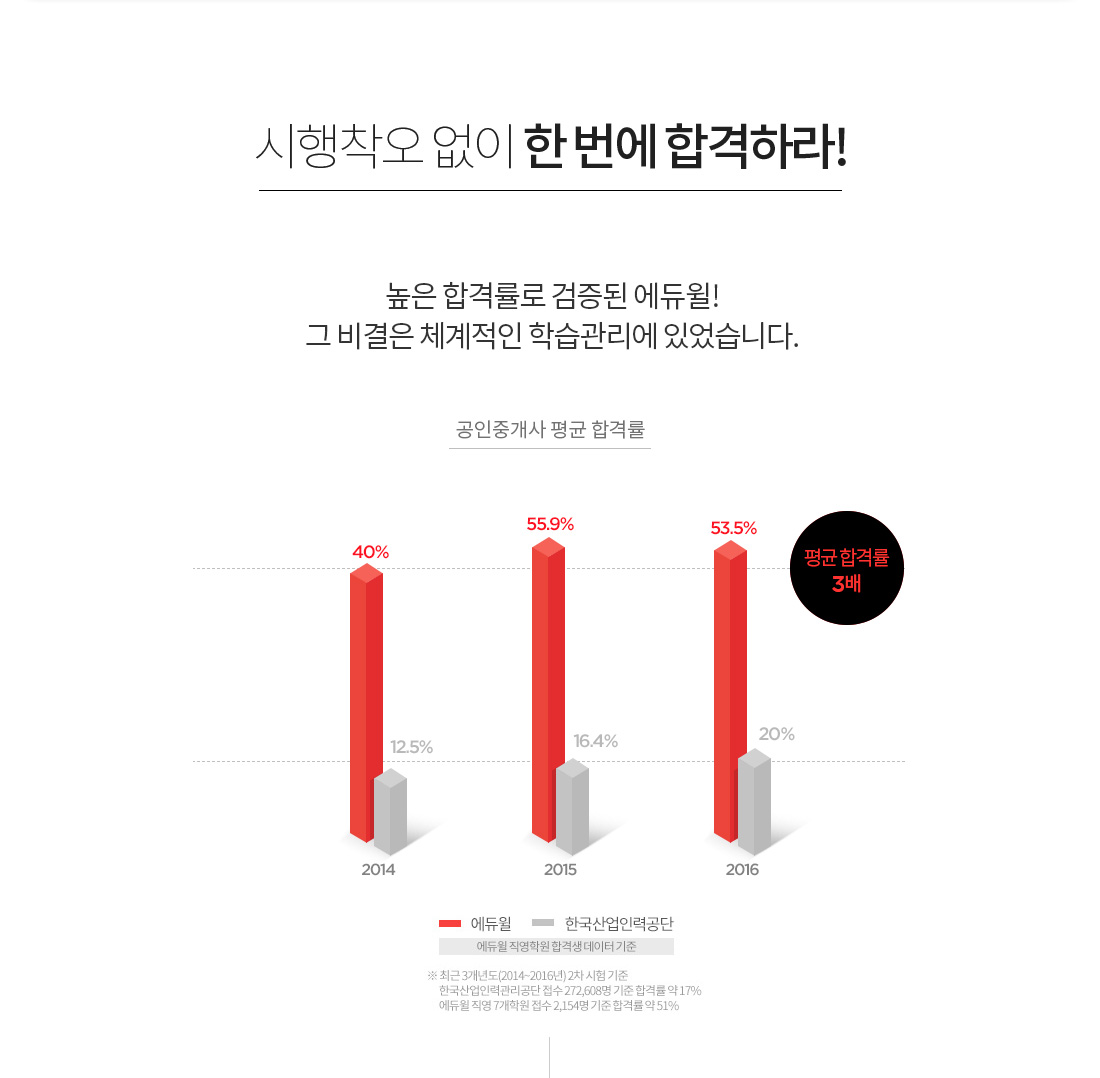 시행착오 없이 한 번에 합격하라!
높은 합격률로 검증된 에듀윌!
그 비결은 체계적인 학습관리에 있었습니다.
공인중개사 평균 합격률
40%
12.5%
2014
55.9%
16.4%
2015
53.5%
20%
2016
평균 합격률
3배
에듀윌 한국산업인력공단
에듀윌 직영학원 합격생 데이터 기준
※ 최근 3개년도(2014~2016년) 2차 시험 기준
한국산업인력관리공단 접수 272,608명 기준 합격률 약 17%
에듀윌 직영 7개학원 접수 2,154명 기준 합격률 약 51%